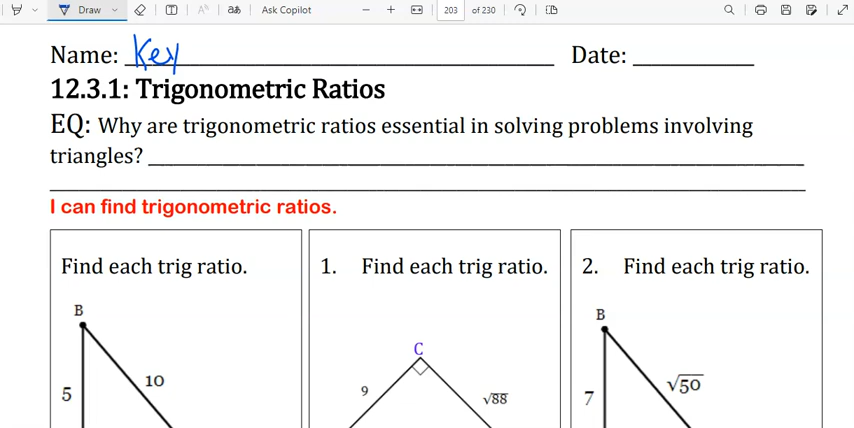 Draw
Ask Copilot
203 of 230
Name: Key Date:
12.3.1: Trigonometric Ratios
EQ: Why are trigonometric ratios essential in solving problems involving
triangles?
I can find trigonometric ratios.
Find each trig ratio.
B
10
5
1. Find each trig ratio.
C
9
√88
2. Find each trig ratio.
B
√50
7